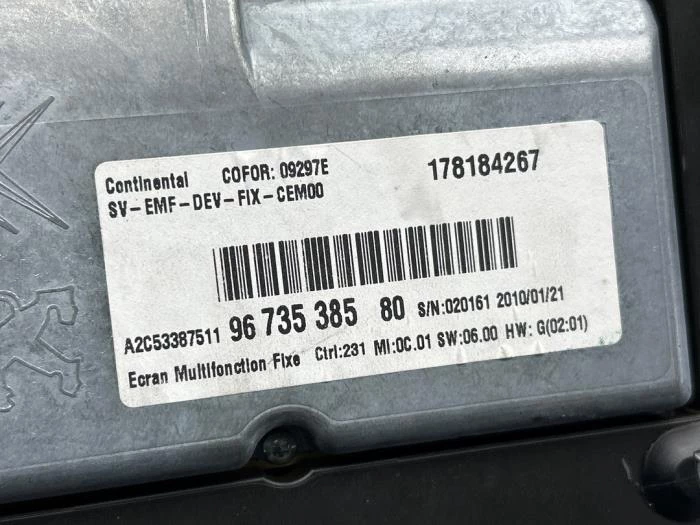 Continental COFOR: 09297E 178184267
SV-EMF-DEV-FIX-CEM00
A2C53387511 96 735 385 80 S/N:020161 2010/01/21
Ecran Multifonction Fixe Ctrl:231 MI:0C.01 SW:06.00 HW: G(02:01)